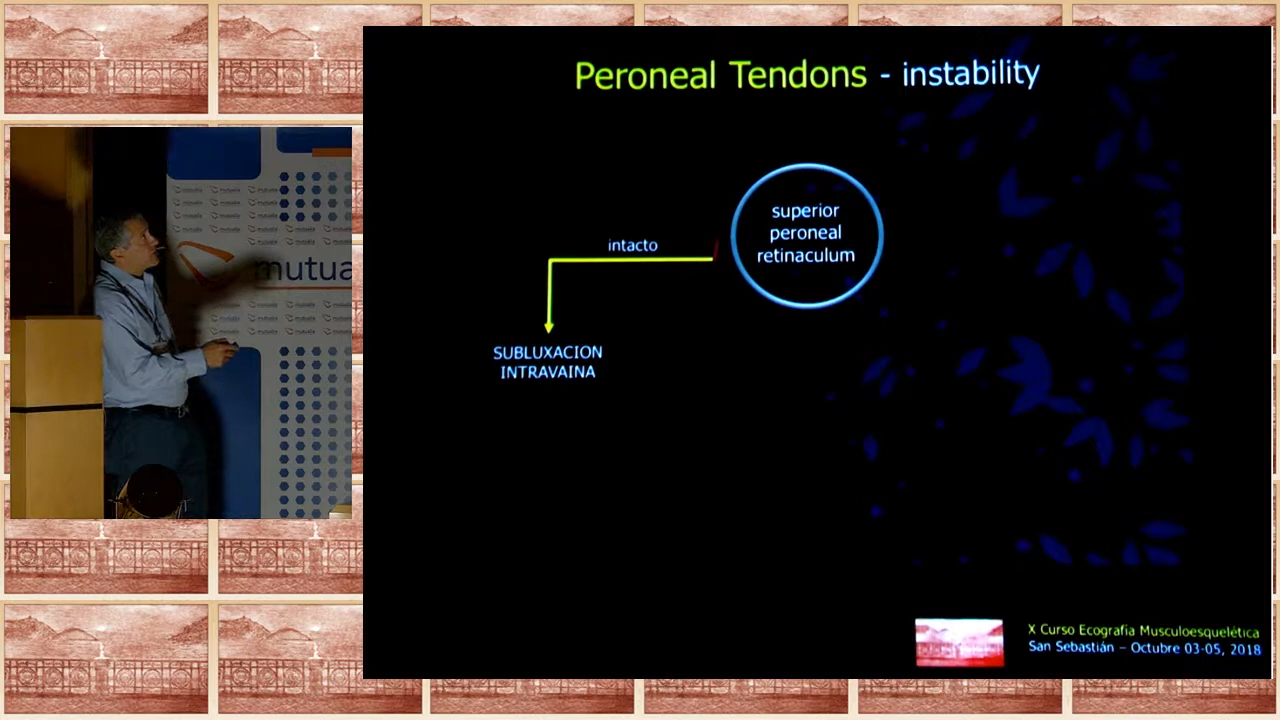 Peroneal Tendons - instability
superior
peroneal
retinaculum
intacto
SUBLUXACION
INTRAVAINA
mutua
X Curso Ecografía Musculoesquelética
San Sebastián – Octubre 03-05, 2018